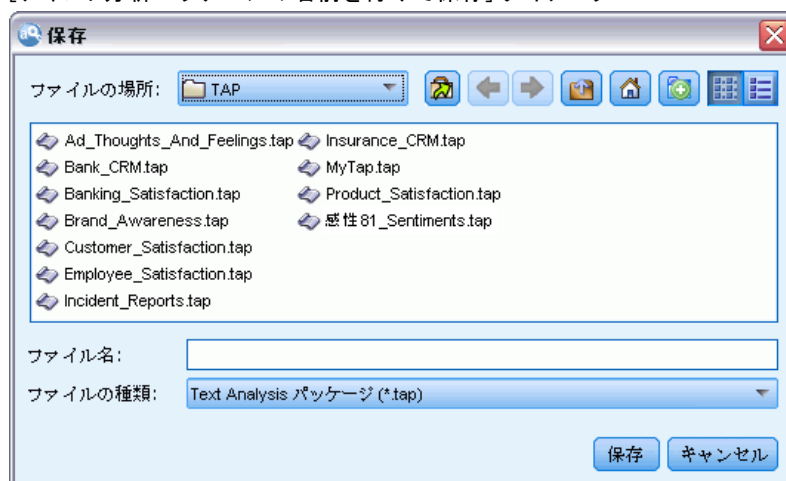 保存
ファイルの場所: TAP
Ad_Thoughts_And_Feelings.tap
Bank_CRM.tap
Banking_Satisfaction.tap
Brand_Awareness.tap
Customer_Satisfaction.tap
Employee_Satisfaction.tap
Incident_Reports.tap
Insurance_CRM.tap
MyTap.tap
Product_Satisfaction.tap
感性81_Sentiments.tap
ファイル名:
ファイルの種類: Text Analysis パッケージ (*.tap)
保存 キャンセル